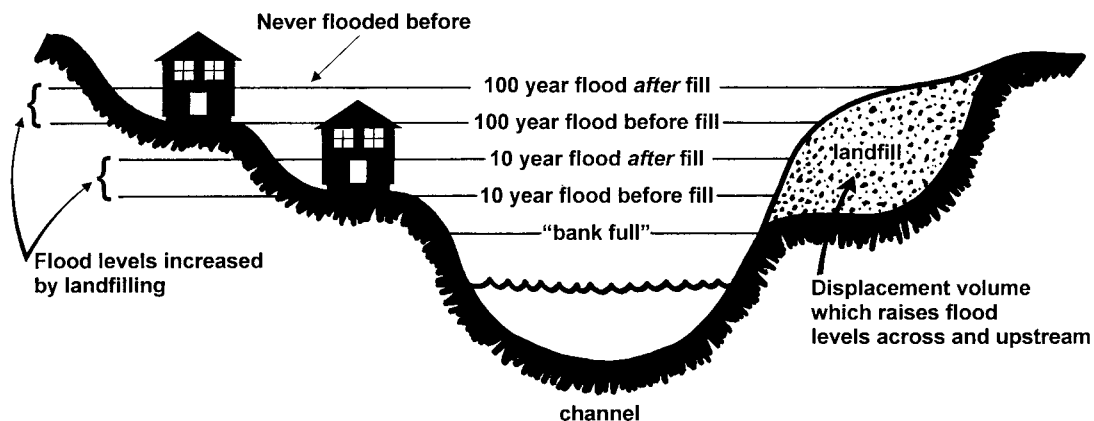 Never flooded before
100 year flood after fill
100 year flood before fill
10 year flood after fill
landfill
10 year flood before fill
“bank full”
Flood levels increased
by landfilling
Displacement volume
which raises flood
levels across and upstream
channel